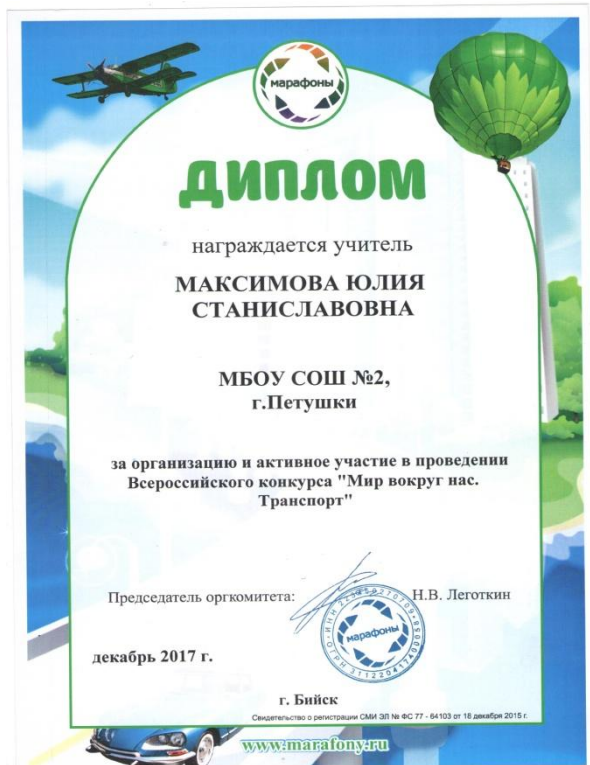 марафоны
ДИПЛОМ
награждается учитель
МАКСИМОВА ЮЛИЯ
СТАНИСЛАВОВНА
МБОУ СОШ №2,
г.Петушки
за организацию и активное участие в проведении
Всероссийского конкурса "Мир вокруг нас.
Транспорт"
Председатель оргкомитета:
Н.В. Леготкин
марафоны
декабрь 2017 г.
г. Бийск
Свидетельство о регистрации СМИ ЭЛ № ФС 77 - 64103 от 18 декабря 2015 г.
www.marafony.ru